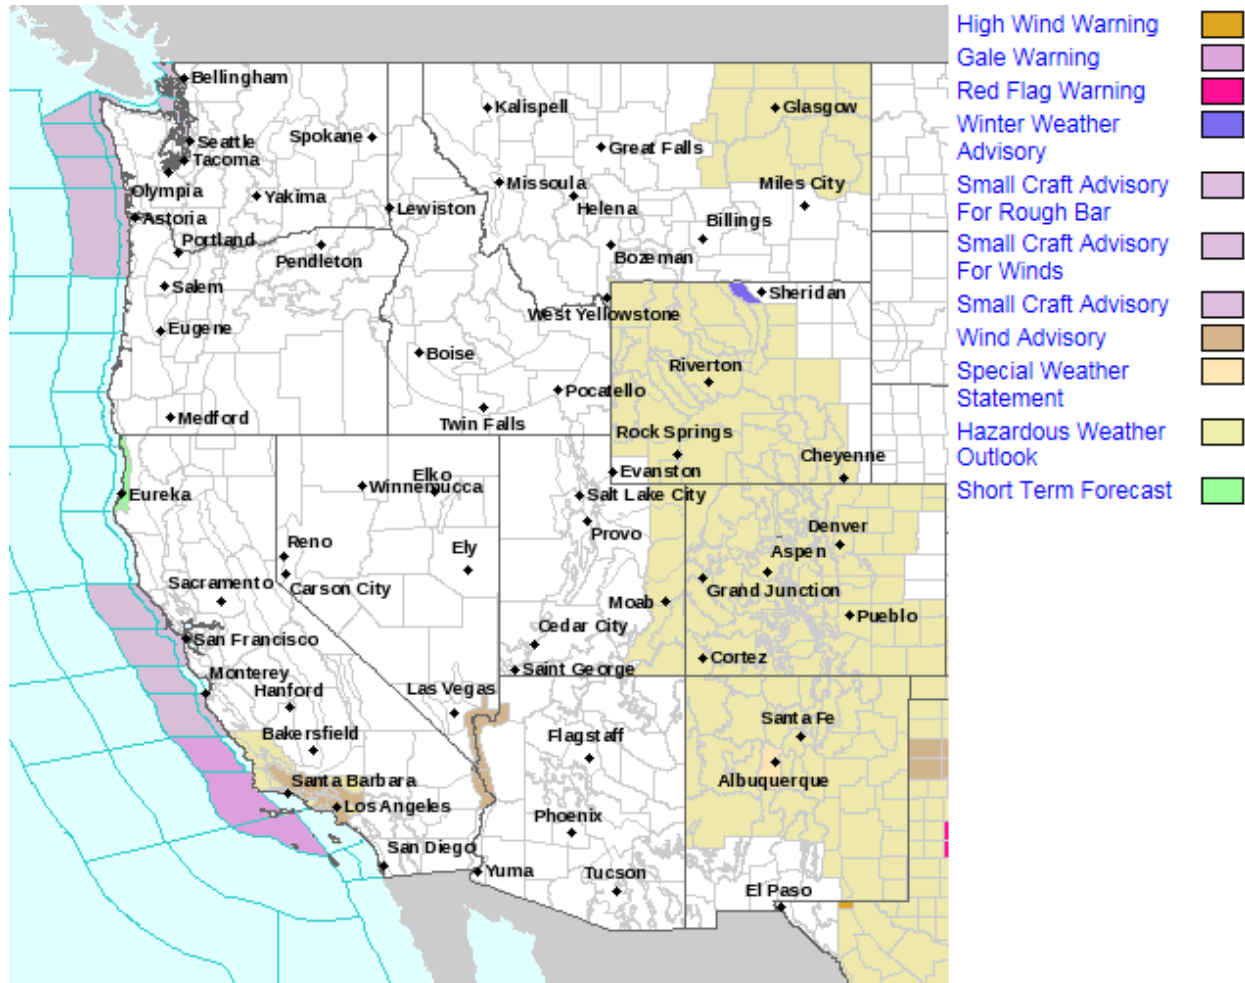 High Wind Warning
Gale Warning
Red Flag Warning
Winter Weather
Advisory
Small Craft Advisory
For Rough Bar
Small Craft Advisory
For Winds
Small Craft Advisory
Wind Advisory
Special Weather
Statement
Hazardous Weather
Outlook
Short Term Forecast
Bellingham
Kalispell
Glasgow
Seattle
Spokane
Great Falls
Tacoma
Missoula
Miles City
Olympia
Yakima
Lewiston
Helena
Billings
Astoria
Portland
Pendleton
Bozeman
Salem
Sheridan
West Yellowstone
Eugene
Boise
Riverton
Pocatello
Medford
Twin Falls
Rock Springs
Cheyenne
Elko
Evanston
Winnemucca
Eureka
Salt Lake City
Denver
Provo
Reno
Ely
Aspen
Sacramento
Carson City
Grand Junction
Moab
Pueblo
Cedar City
San Francisco
Cortez
Saint George
Monterey
Hanford
Las Vegas
Santa Fe
Bakersfield
Flagstaff
Santa Barbara
Albuquerque
Los Angeles
Phoenix
San Diego
Yuma
Tucson
El Paso